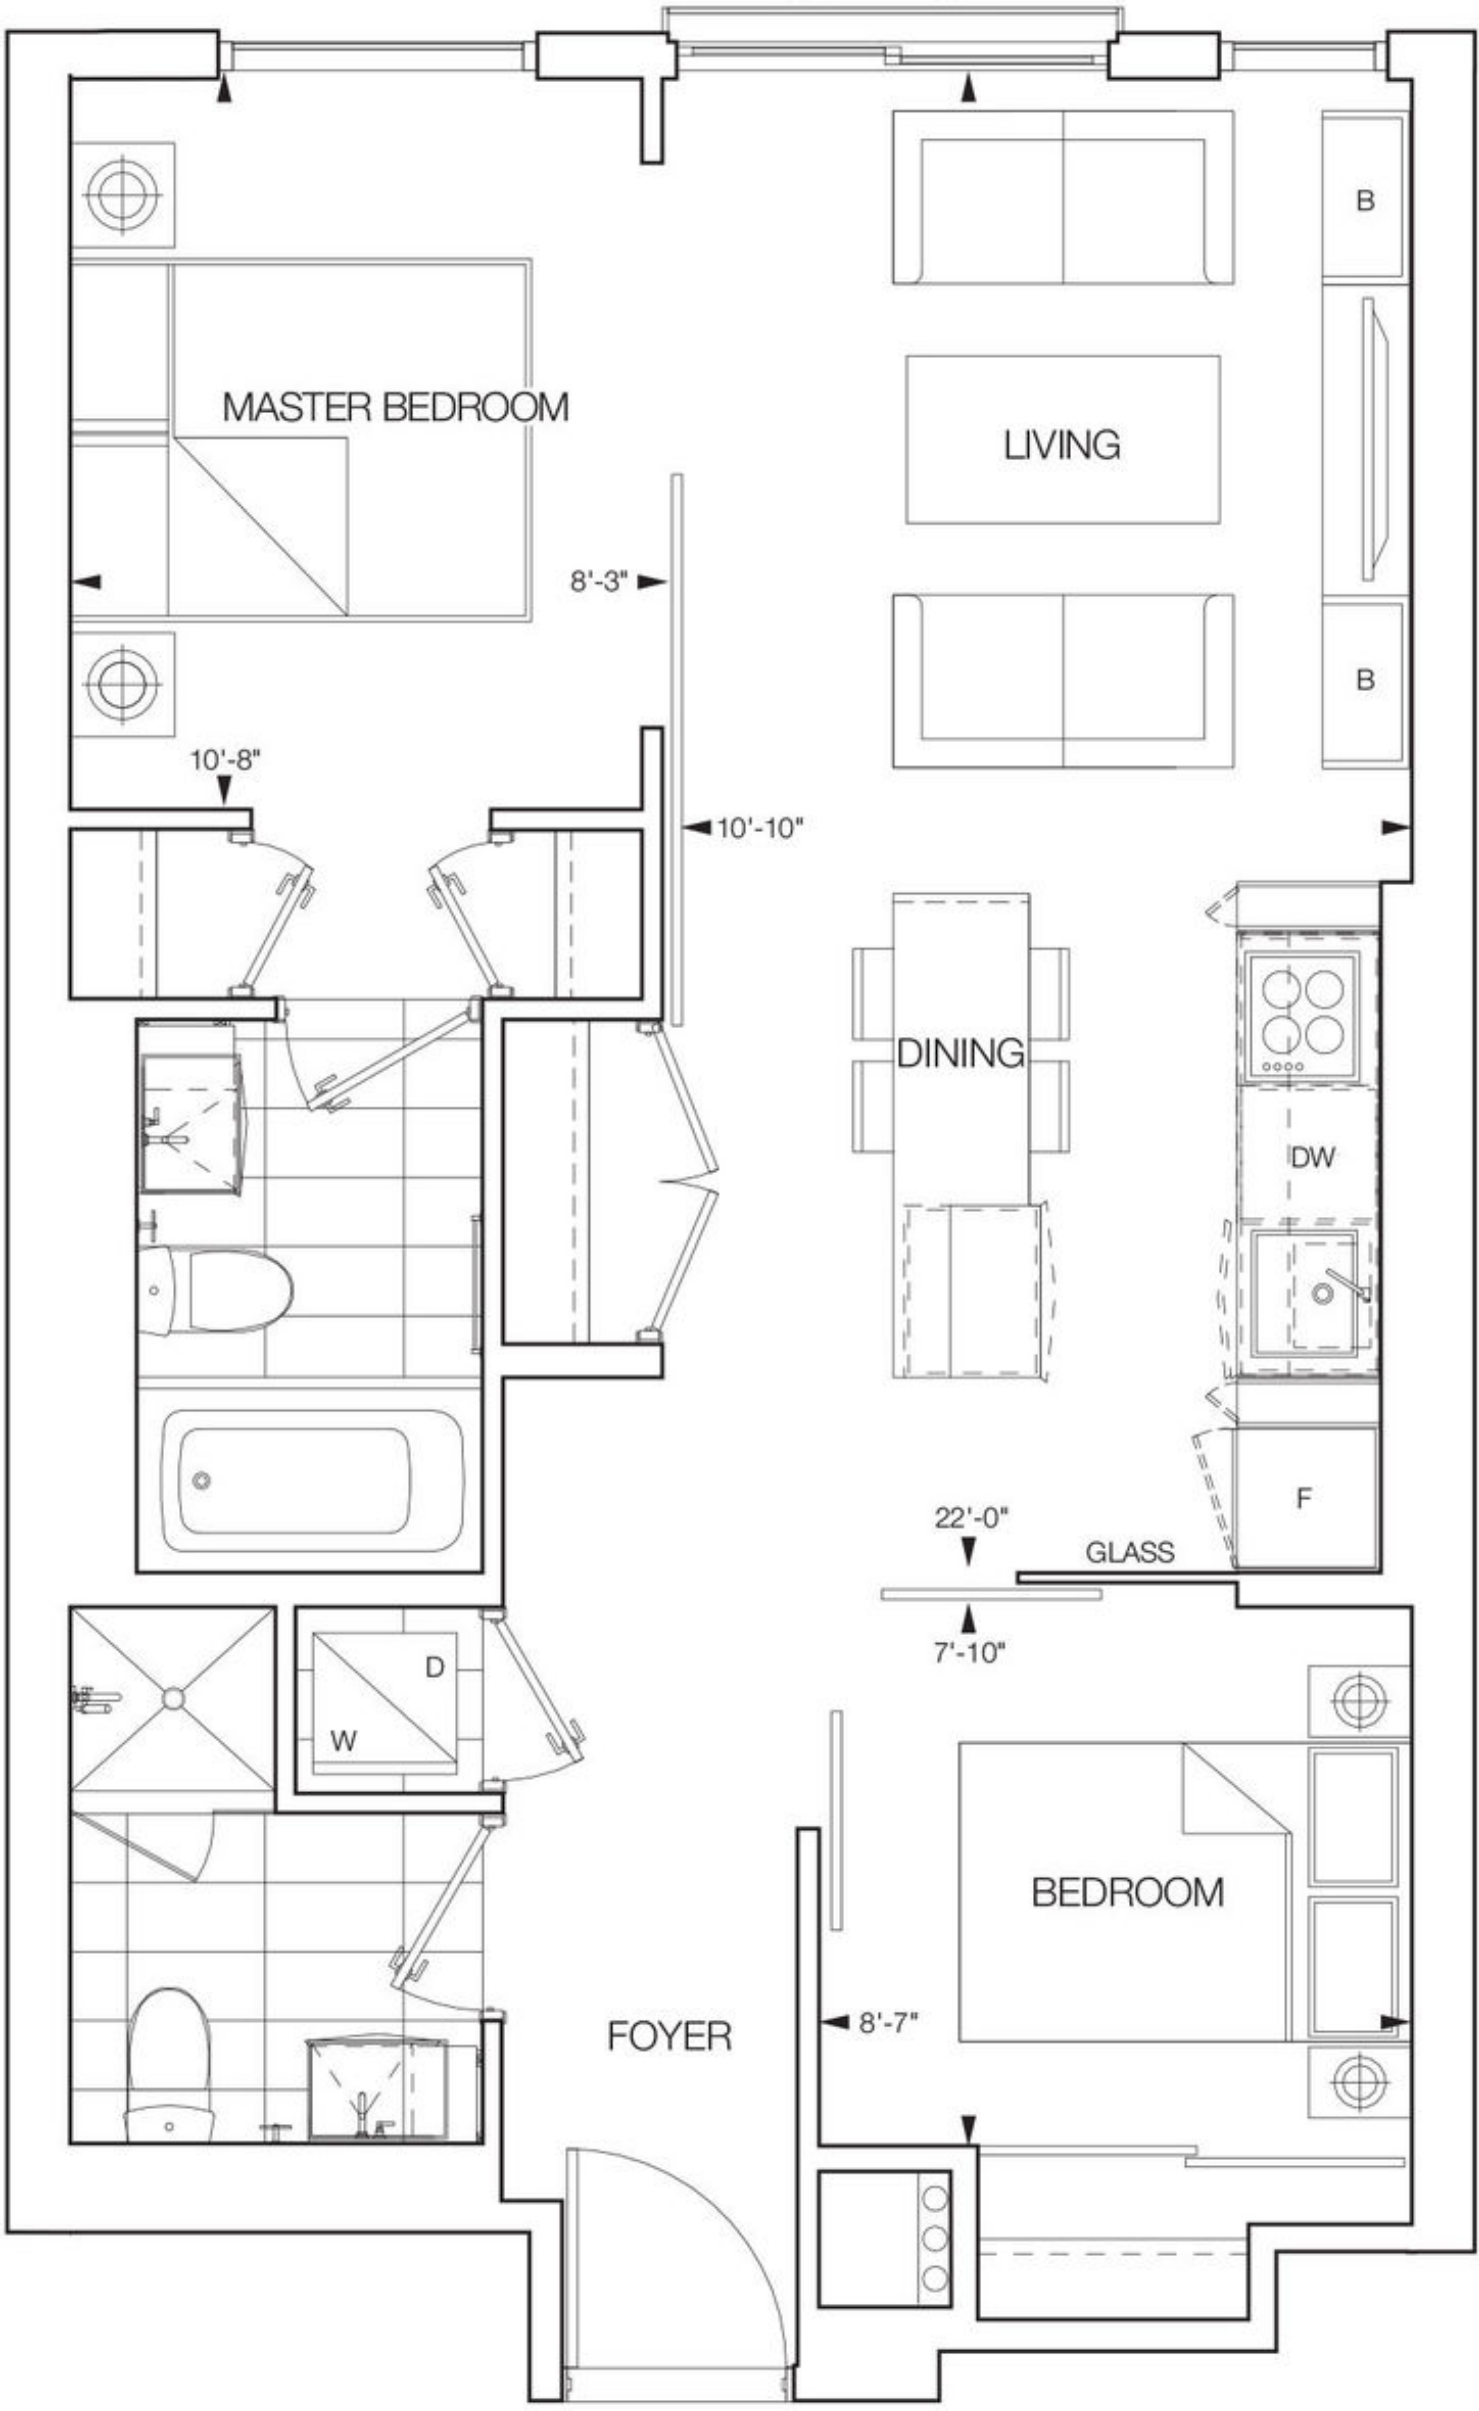 B
MASTER BEDROOM
LIVING
8'-3"
B
10'-8"
10'-10"
DINING
DW
F
22'-0"
GLASS
7'-10"
D
W
BEDROOM
8'-7"
FOYER